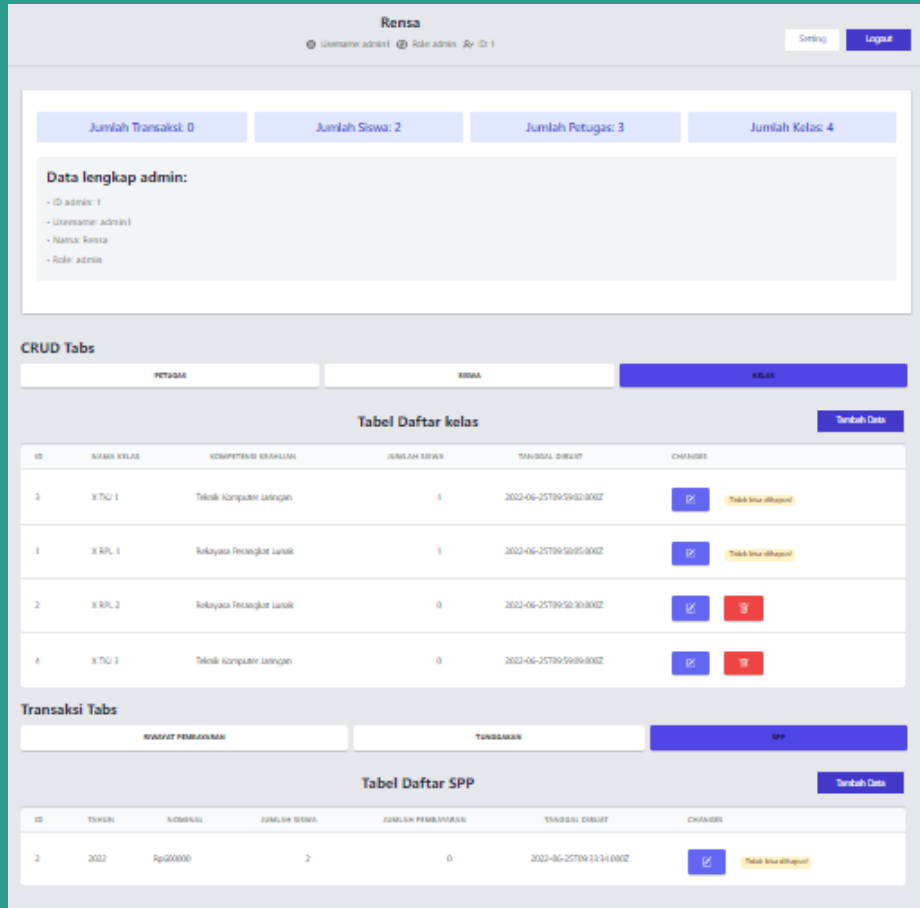 Rensa
Username: admin1 Role: admin ID: 1
Setting
Logout
Jumlah Transaksi: 0
Jumlah Siswa: 2
Jumlah Petugas: 3
Jumlah Kelas: 4
Data lengkap admin:
- ID admin: 1
- Username: admin1
- Nama: Rensa
- Role: admin
CRUD Tabs
PETUGAS SISWA KELAS
Tabel Daftar kelas
Tambah Data
ID NAMA KELAS KOMPETENSI KEAHLIAN JUMLAH SISWA TANGGAL DIBUAT CHANGES
3 X TKJ 1 Teknik Komputer Jaringan 1 2022-06-25T09:59:02.000Z Tidak bisa dihapus!
1 X RPL 1 Rekayasa Perangkat Lunak 1 2022-06-25T09:58:05.000Z Tidak bisa dihapus!
2 X RPL 2 Rekayasa Perangkat Lunak 0 2022-06-25T09:58:30.000Z
4 X TKJ 3 Teknik Komputer Jaringan 0 2022-06-25T09:59:09.000Z
Transaksi Tabs
RIWAYAT PEMBAYARAN TUNGGAKAN SPP
Tabel Daftar SPP
Tambah Data
ID TAHUN NOMINAL JUMLAH SISWA JUMLAH PEMBAYARAN TANGGAL DIBUAT CHANGES
2 2022 Rp600000 2 0 2022-06-25T09:33:34.000Z Tidak bisa dihapus!